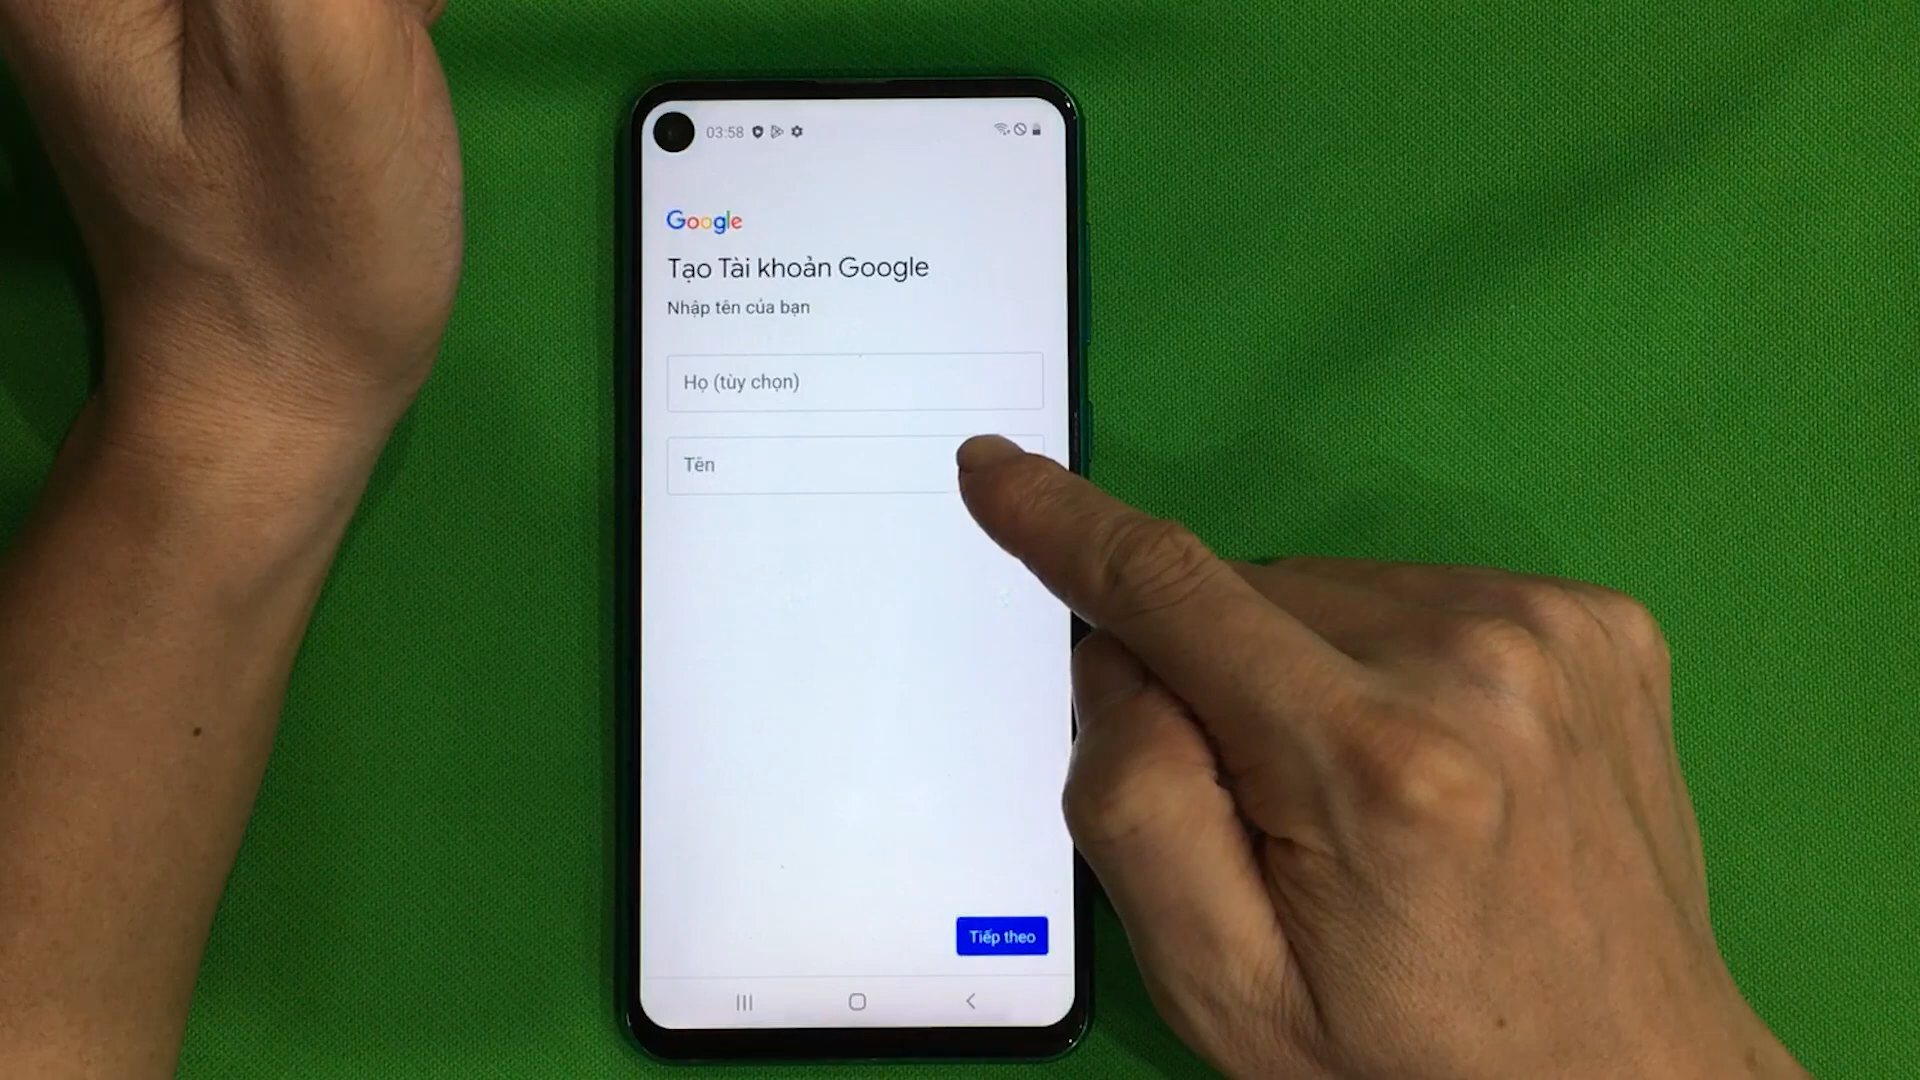 03:58
Google
Tạo Tài khoản Google
Nhập tên của bạn
Họ (tùy chọn)
Tên
Tiếp theo